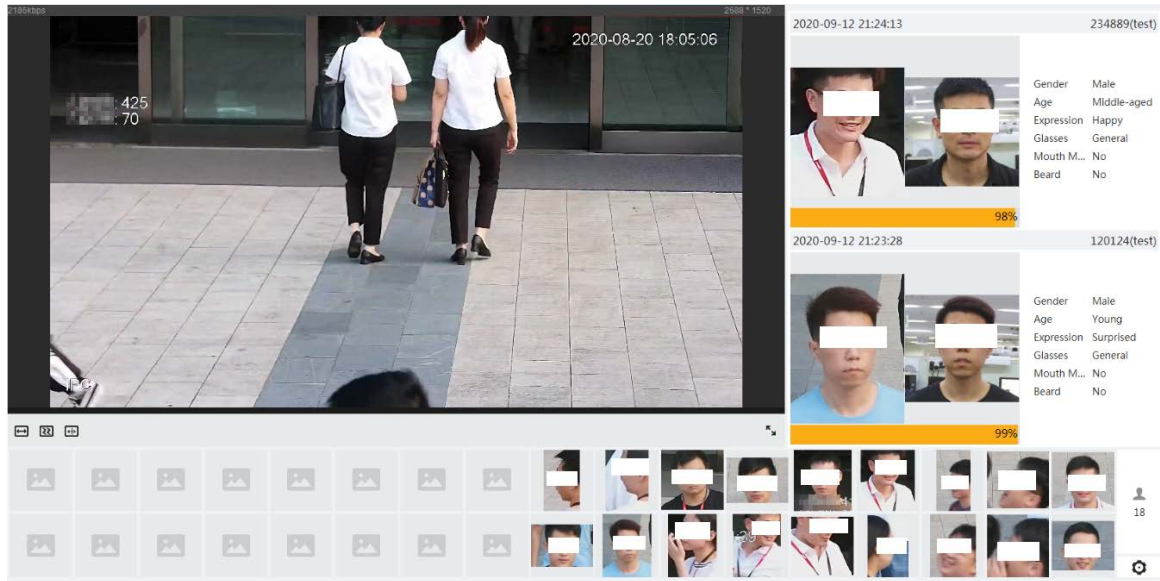 2186kbps
2688 * 1520
2020-08-20 18:05:06
: 425
: 70
IPC
2020-09-12 21:24:13 234889(test)
Gender Male
Age Middle-aged
Expression Happy
Glasses General
Mouth M... No
Beard No
98%
2020-09-12 21:23:28 120124(test)
Gender Male
Age Young
Expression Surprised
Glasses General
Mouth M... No
Beard No
99%
18